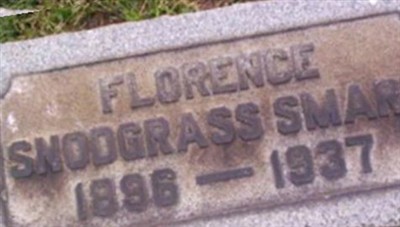 FLORENCE
SNODGRASS SMAR
1896 — 1937